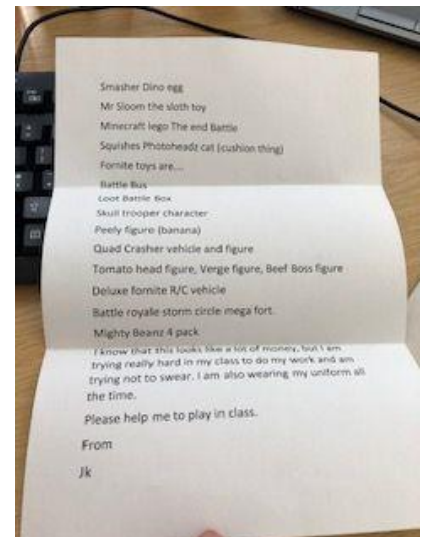 Smasher Dino egg
Mr Sloom the sloth toy
Minecraft lego The end Battle
Squishes Photoheadz cat (cushion thing)
Fornite toys are....
Battle Bus
Loot Battle Box
Skull trooper character
Peely figure (banana)
Quad Crasher vehicle and figure
Tomato head figure, Verge figure, Beef Boss figure
Deluxe fornite R/C vehicle
Battle royale storm circle mega fort.
Mighty Beanz 4 pack
I know that this looks like a lot of money, but I am
trying really hard in my class to do my work and am
trying not to swear. I am also wearing my uniform all
the time.
Please help me to play in class.
From
Jk